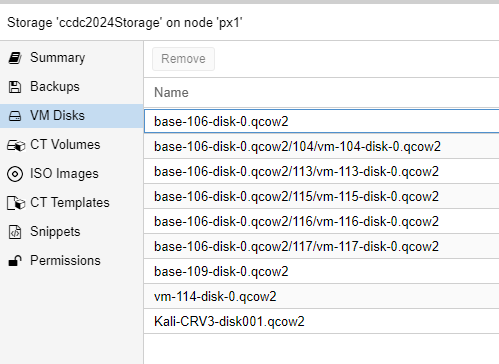 Storage 'ccdc2024Storage' on node 'px1'
Summary
Backups
VM Disks
CT Volumes
ISO Images
CT Templates
Snippets
Permissions
Remove
Name
base-106-disk-0.qcow2
base-106-disk-0.qcow2/104/vm-104-disk-0.qcow2
base-106-disk-0.qcow2/113/vm-113-disk-0.qcow2
base-106-disk-0.qcow2/115/vm-115-disk-0.qcow2
base-106-disk-0.qcow2/116/vm-116-disk-0.qcow2
base-106-disk-0.qcow2/117/vm-117-disk-0.qcow2
base-109-disk-0.qcow2
vm-114-disk-0.qcow2
Kali-CRV3-disk001.qcow2